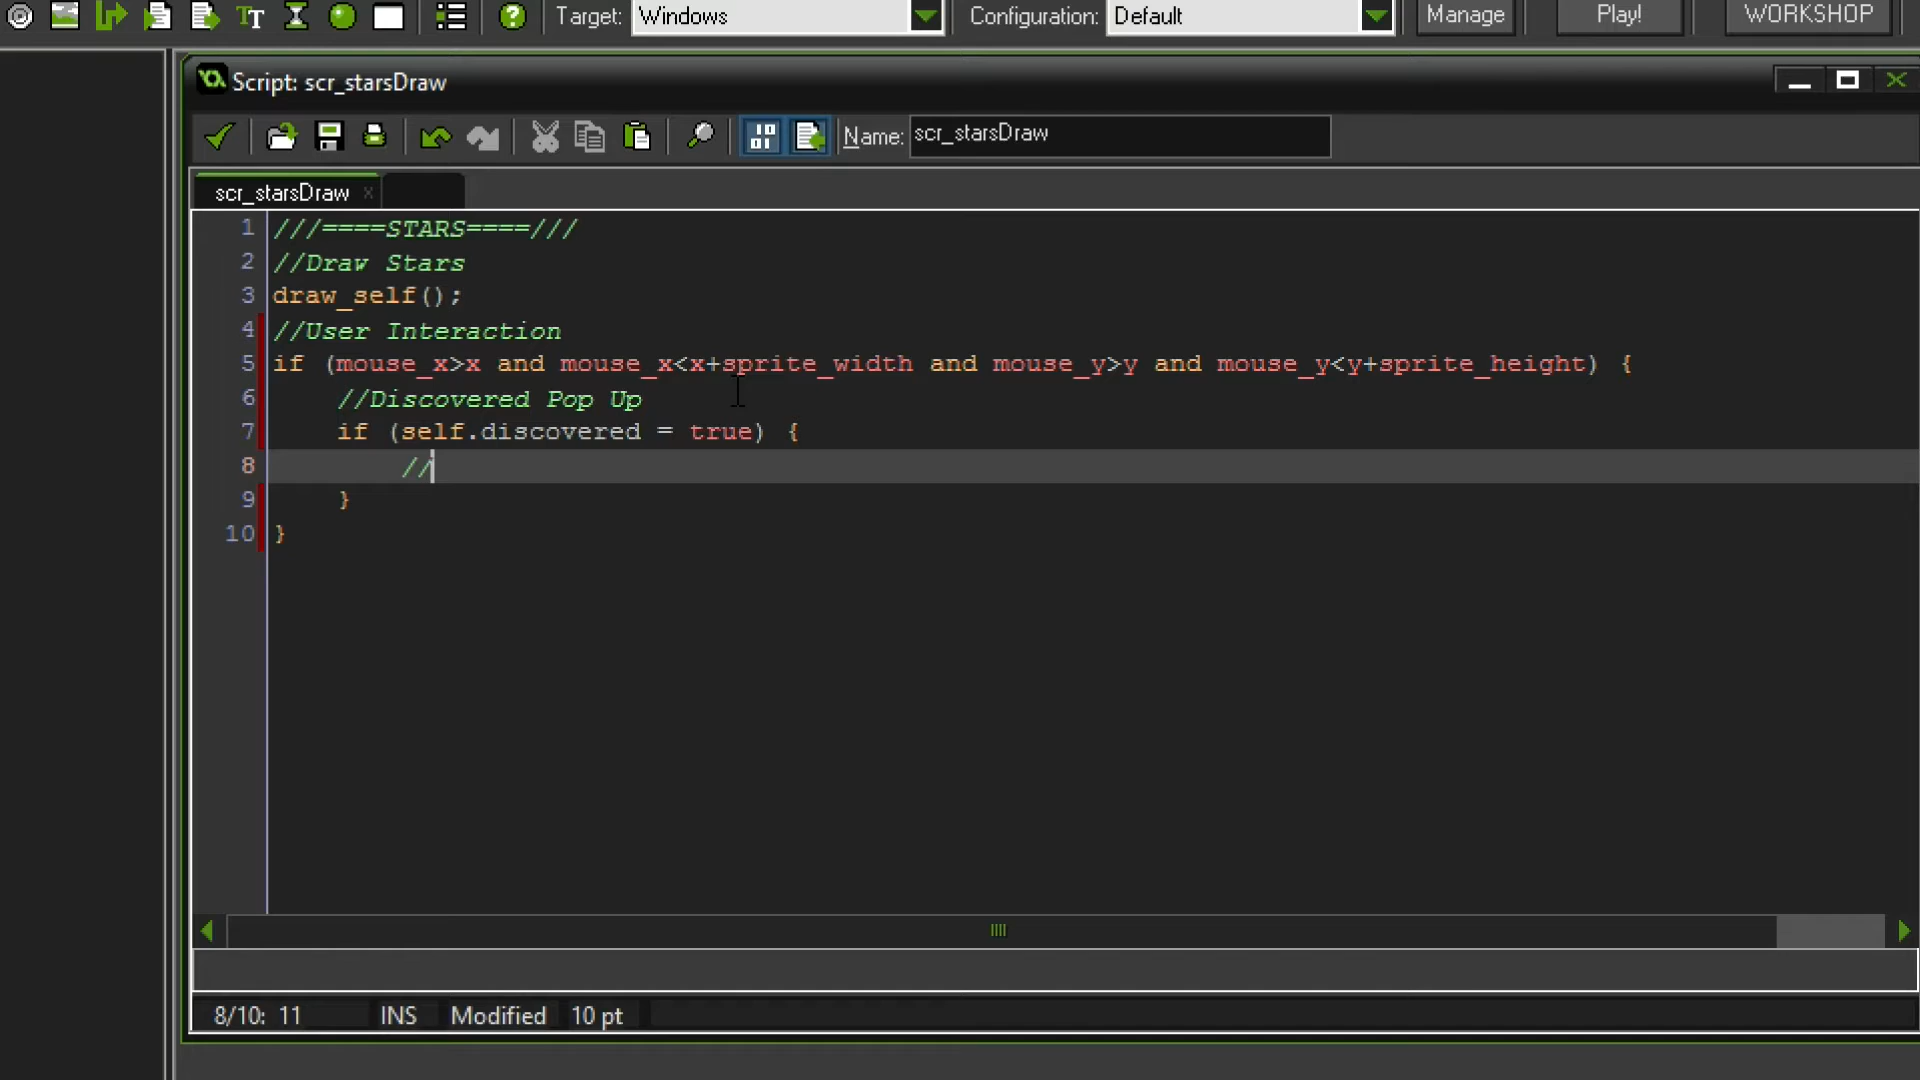 Target: Windows Configuration: Default Manage Play! WORKSHOP
Script: scr_starsDraw
Name: scr_starsDraw
scr_starsDraw x
1 ///====STARS====///
2 //Draw Stars
3 draw_self();
4 //User Interaction
5 if (mouse_x>x and mouse_x<x+sprite_width and mouse_y>y and mouse_y<y+sprite_height) {
6 //Discovered Pop Up
7 if (self.discovered = true) {
8 //
9 }
10 }
8/10: 11 INS Modified 10 pt